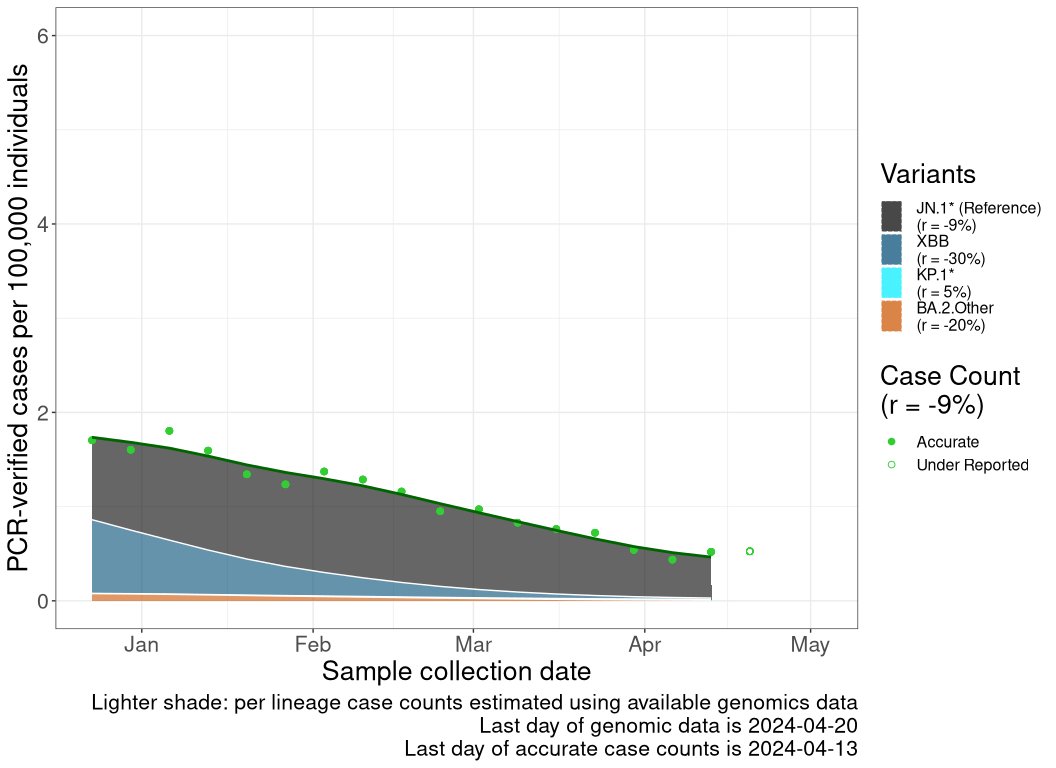 PCR-verified cases per 100,000 individuals
6
4
2
0
Jan Feb Mar Apr May
Sample collection date
Lighter shade: per lineage case counts estimated using available genomics data
Last day of genomic data is 2024-04-20
Last day of accurate case counts is 2024-04-13
Variants
JN.1* (Reference)
(r = -9%)
XBB
(r = -30%)
KP.1*
(r = 5%)
BA.2.Other
(r = -20%)
Case Count
(r = -9%)
Accurate
Under Reported